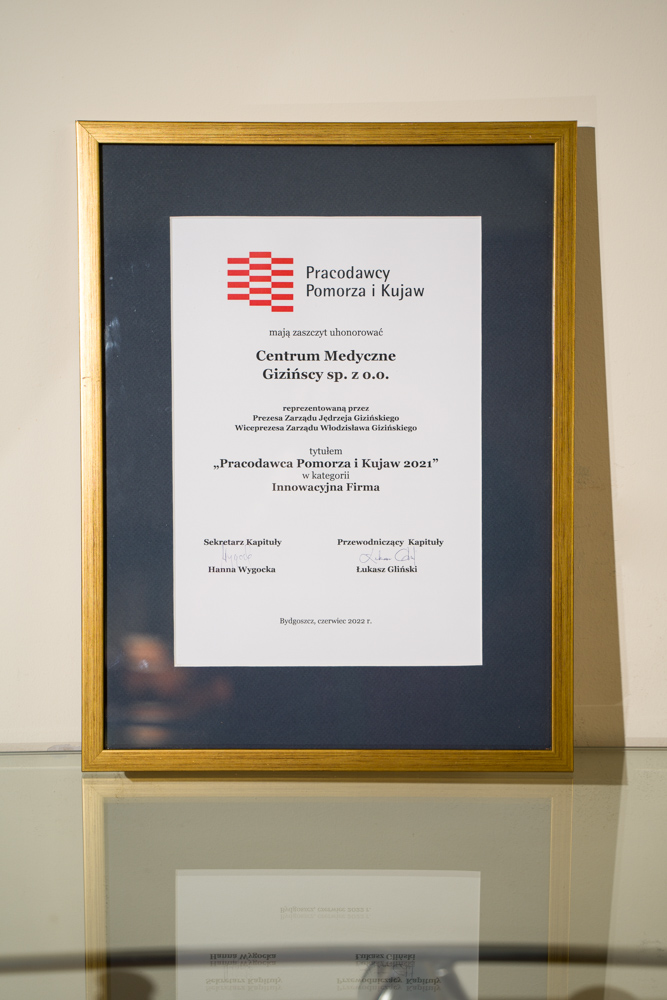 Pracodawcy
Pomorza i Kujaw
mają zaszczyt uhonorować
Centrum Medyczne
Gizińscy sp. z o.o.
reprezentowaną przez
Prezesa Zarządu Jędrzeja Gizińskiego
Wiceprezesa Zarządu Włodzisława Gizińskiego
tytułem
„Pracodawca Pomorza i Kujaw 2021”
w kategorii
Innowacyjna Firma
Sekretarz Kapituły Przewodniczący Kapituły
Hanna Wygocka Łukasz Gliński
Bydgoszcz, czerwiec 2022 r.